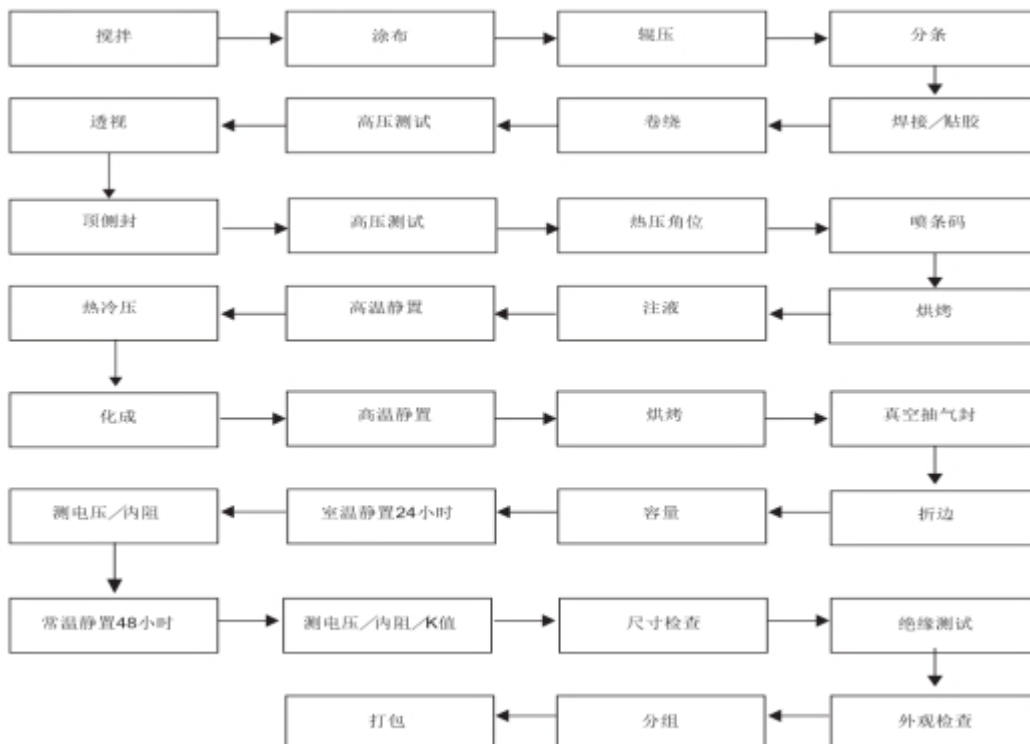 搅拌
涂布
辊压
分条
焊接/贴胶
卷绕
高压测试
透视
顶侧封
高压测试
热压角位
喷条码
烘烤
注液
高温静置
热冷压
化成
高温静置
烘烤
真空抽气封
折边
容量
室温静置24小时
测电压/内阻
常温静置48小时
测电压/内阻/K值
尺寸检查
绝缘测试
外观检查
分组
打包